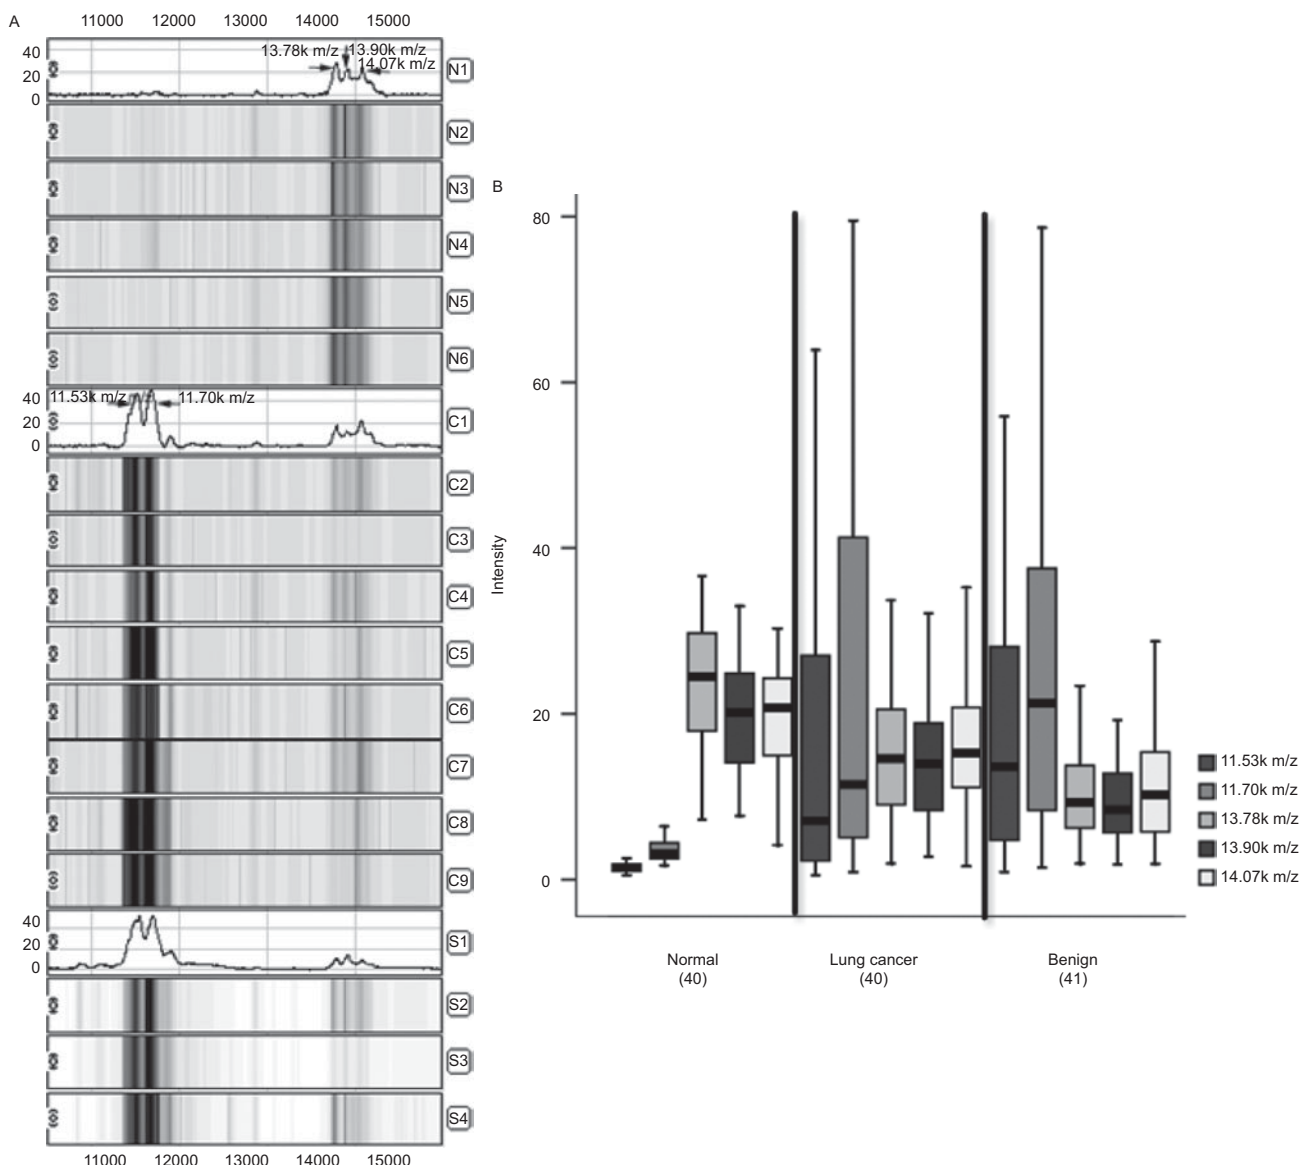 A
11000 12000 13000 14000 15000
40
20
0
13.78k m/z
13.90k m/z
14.07k m/z
N1
N2
N3
N4
N5
N6
40
20
0
11.53k m/z
11.70k m/z
C1
C2
C3
C4
C5
C6
C7
C8
C9
40
20
0
S1
S2
S3
S4
11000 12000 13000 14000 15000
B
Intensity
80
60
40
20
0
Normal
(40)
Lung cancer
(40)
Benign
(41)
11.53k m/z
11.70k m/z
13.78k m/z
13.90k m/z
14.07k m/z